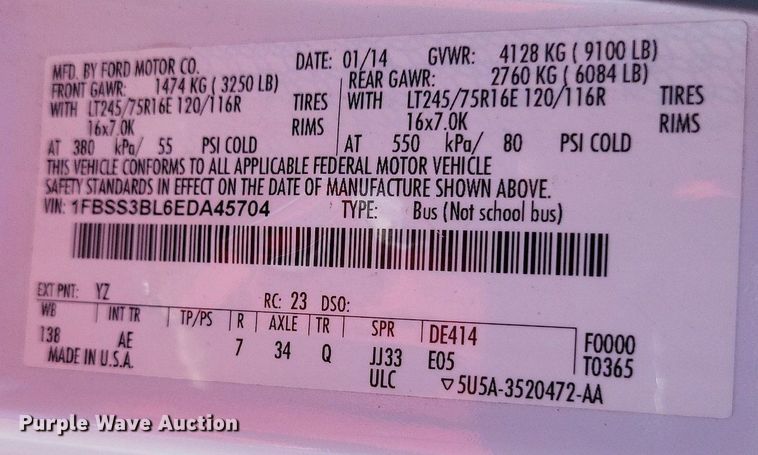 MFD. BY FORD MOTOR CO. DATE: 01/14 GVWR: 4128 KG ( 9100 LB)
FRONT GAWR: 1474 KG ( 3250 LB) REAR GAWR: 2760 KG ( 6084 LB)
WITH LT245/75R16E 120/116R TIRES WITH LT245/75R16E 120/116R TIRES
16x7.0K RIMS 16x7.0K RIMS
AT 380 kPa/ 55 PSI COLD AT 550 kPa/ 80 PSI COLD
THIS VEHICLE CONFORMS TO ALL APPLICABLE FEDERAL MOTOR VEHICLE
SAFETY STANDARDS IN EFFECT ON THE DATE OF MANUFACTURE SHOWN ABOVE.
VIN: 1FBSS3BL6EDA45704 TYPE: Bus (Not school bus)
EXT PNT: YZ RC: 23 DSO:
WB INT TR TP/PS R AXLE TR SPR DE414 F0000
138 AE 7 34 Q JJ33 E05 T0365
MADE IN U.S.A. ULC ▽5U5A-3520472-AA
Purple Wave Auction